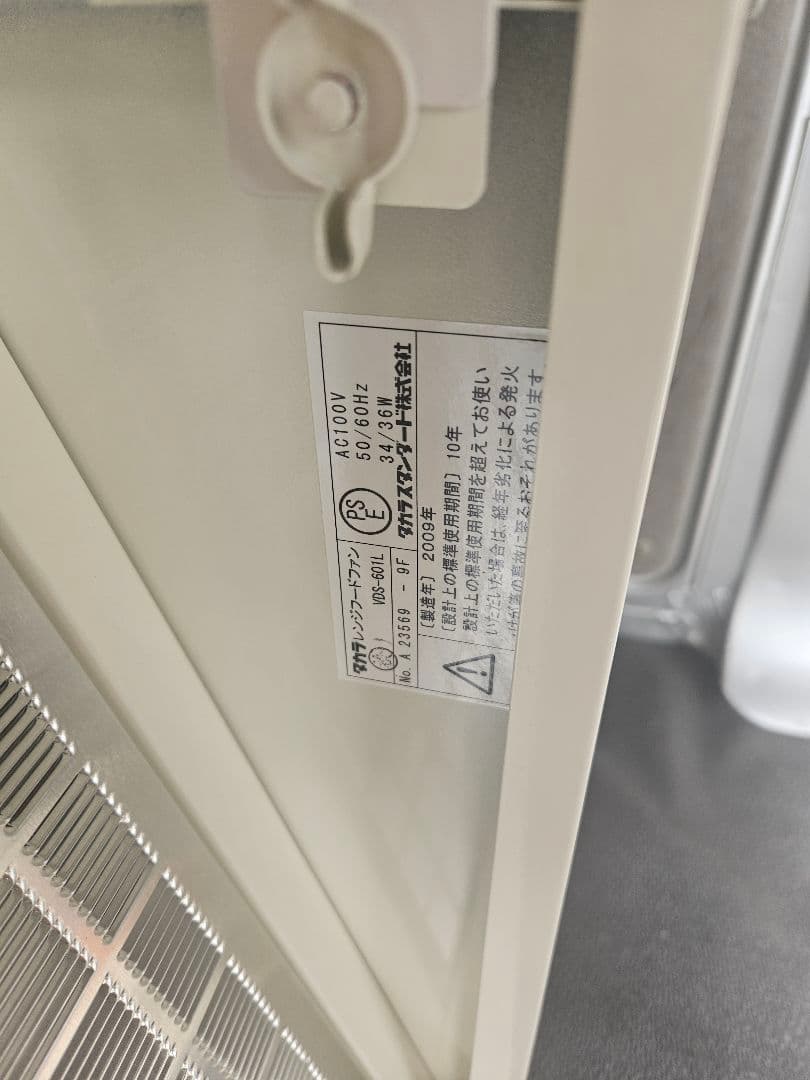 タカラレンジフードファン
VDS-601L
No. A 23569 - 9F
PS
E
AC100V
50/60Hz
34/36W
タカラスタンダード株式会社
[製造年] 2009年
[設計上の標準使用期間] 10年
設計上の標準使用期間を超えてお使い
いただいた場合は、経年劣化による発火
けが等の事故に至るおそれがあります